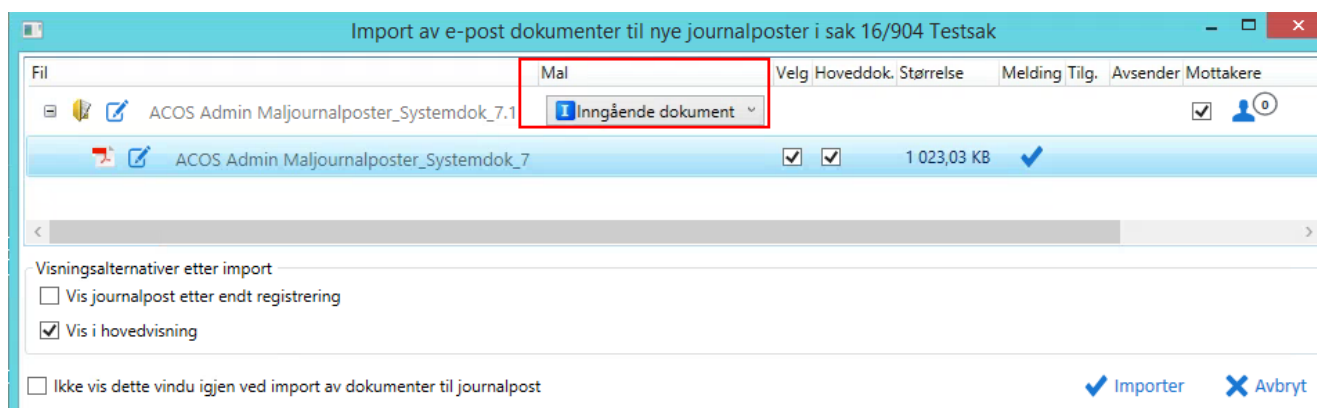 Import av e-post dokumenter til nye journalposter i sak 16/904 Testsak
Fil Mal Velg Hoveddok. Størrelse Melding Tilg. Avsender Mottakere
ACOS Admin Maljournalposter_Systemdok_7.1 I Inngående dokument 0
ACOS Admin Maljournalposter_Systemdok_7 1 023,03 KB
Visningsalternativer etter import
Vis journalpost etter endt registrering
Vis i hovedvisning
Ikke vis dette vindu igjen ved import av dokumenter til journalpost Importer Avbryt